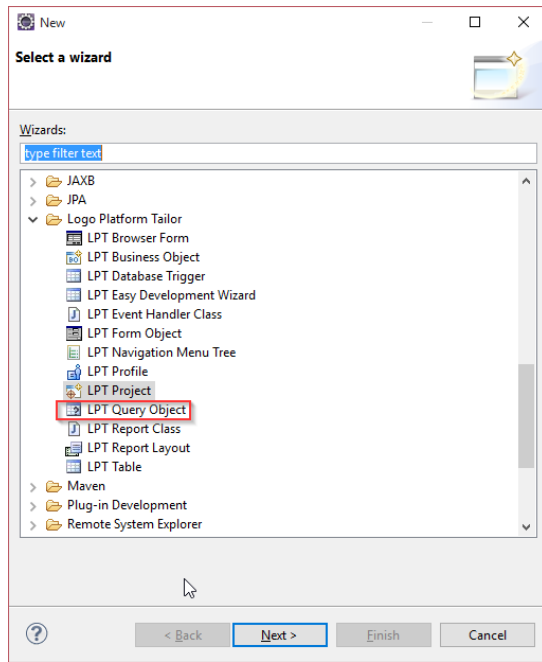 New
Select a wizard
Wizards:
type filter text
JAXB
JPA
Logo Platform Tailor
LPT Browser Form
LPT Business Object
LPT Database Trigger
LPT Easy Development Wizard
LPT Event Handler Class
LPT Form Object
LPT Navigation Menu Tree
LPT Profile
LPT Project
LPT Query Object
LPT Report Class
LPT Report Layout
LPT Table
Maven
Plug-in Development
Remote System Explorer
? < Back Next > Finish Cancel